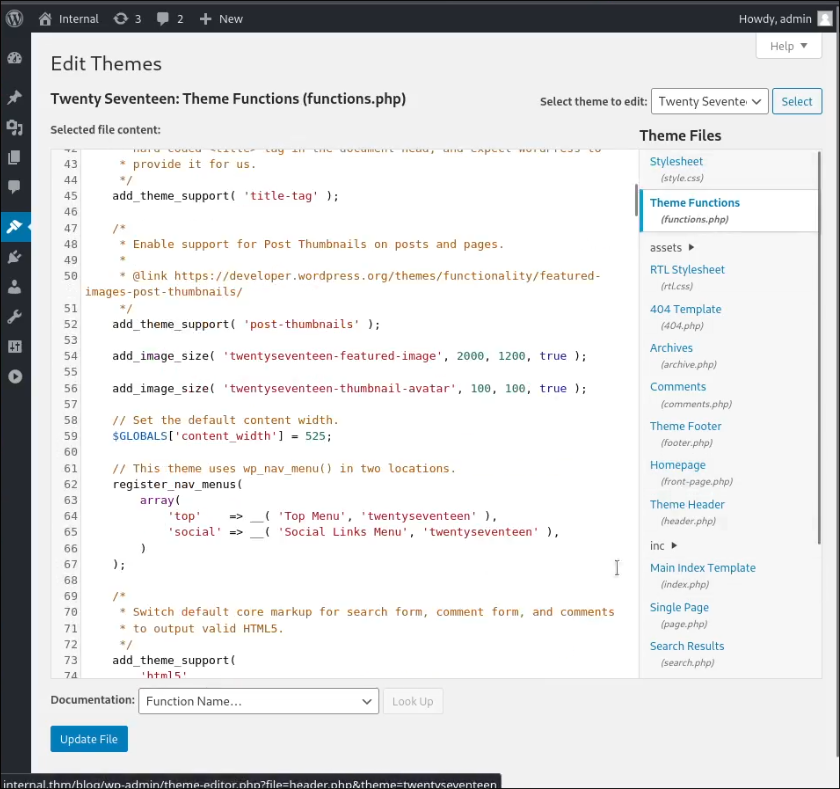 Internal 3 2 New Howdy, admin
Help
Edit Themes
Twenty Seventeen: Theme Functions (functions.php)
Select theme to edit: Twenty Sevente Select
Selected file content:
Theme Files
42 * hard-coded <title> tag in the document head, and expect WordPress to
43 * provide it for us.
44 */
45 add_theme_support( 'title-tag' );
46
47 /*
48 * Enable support for Post Thumbnails on posts and pages.
49 *
50 * @link https://developer.wordpress.org/themes/functionality/featured-
images-post-thumbnails/
51 */
52 add_theme_support( 'post-thumbnails' );
53
54 add_image_size( 'twentyseventeen-featured-image', 2000, 1200, true );
55
56 add_image_size( 'twentyseventeen-thumbnail-avatar', 100, 100, true );
57
58 // Set the default content width.
59 $GLOBALS['content_width'] = 525;
60
61 // This theme uses wp_nav_menu() in two locations.
62 register_nav_menus(
63 array(
64 'top' => __( 'Top Menu', 'twentyseventeen' ),
65 'social' => __( 'Social Links Menu', 'twentyseventeen' ),
66 )
67 );
68
69 /*
70 * Switch default core markup for search form, comment form, and comments
71 * to output valid HTML5.
72 */
73 add_theme_support(
74 'html5'
Stylesheet
(style.css)
Theme Functions
(functions.php)
assets
RTL Stylesheet
(rtl.css)
404 Template
(404.php)
Archives
(archive.php)
Comments
(comments.php)
Theme Footer
(footer.php)
Homepage
(front-page.php)
Theme Header
(header.php)
inc
Main Index Template
(index.php)
Single Page
(page.php)
Search Results
(search.php)
Documentation: Function Name... Look Up
Update File
internal.thm/blog/wp-admin/theme-editor.php?file=header.php&theme=twentyseventeen